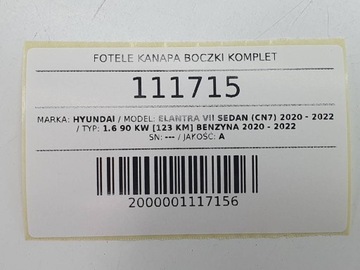 FOTELE KANAPA BOCZKI KOMPLET
111715
MARKA: HYUNDAI / MODEL: ELANTRA VII SEDAN (CN7) 2020 - 2022
/ TYP: 1.6 90 KW [123 KM] BENZYNA 2020 - 2022
SN: --- / JAKOŚĆ: A
2000001117156